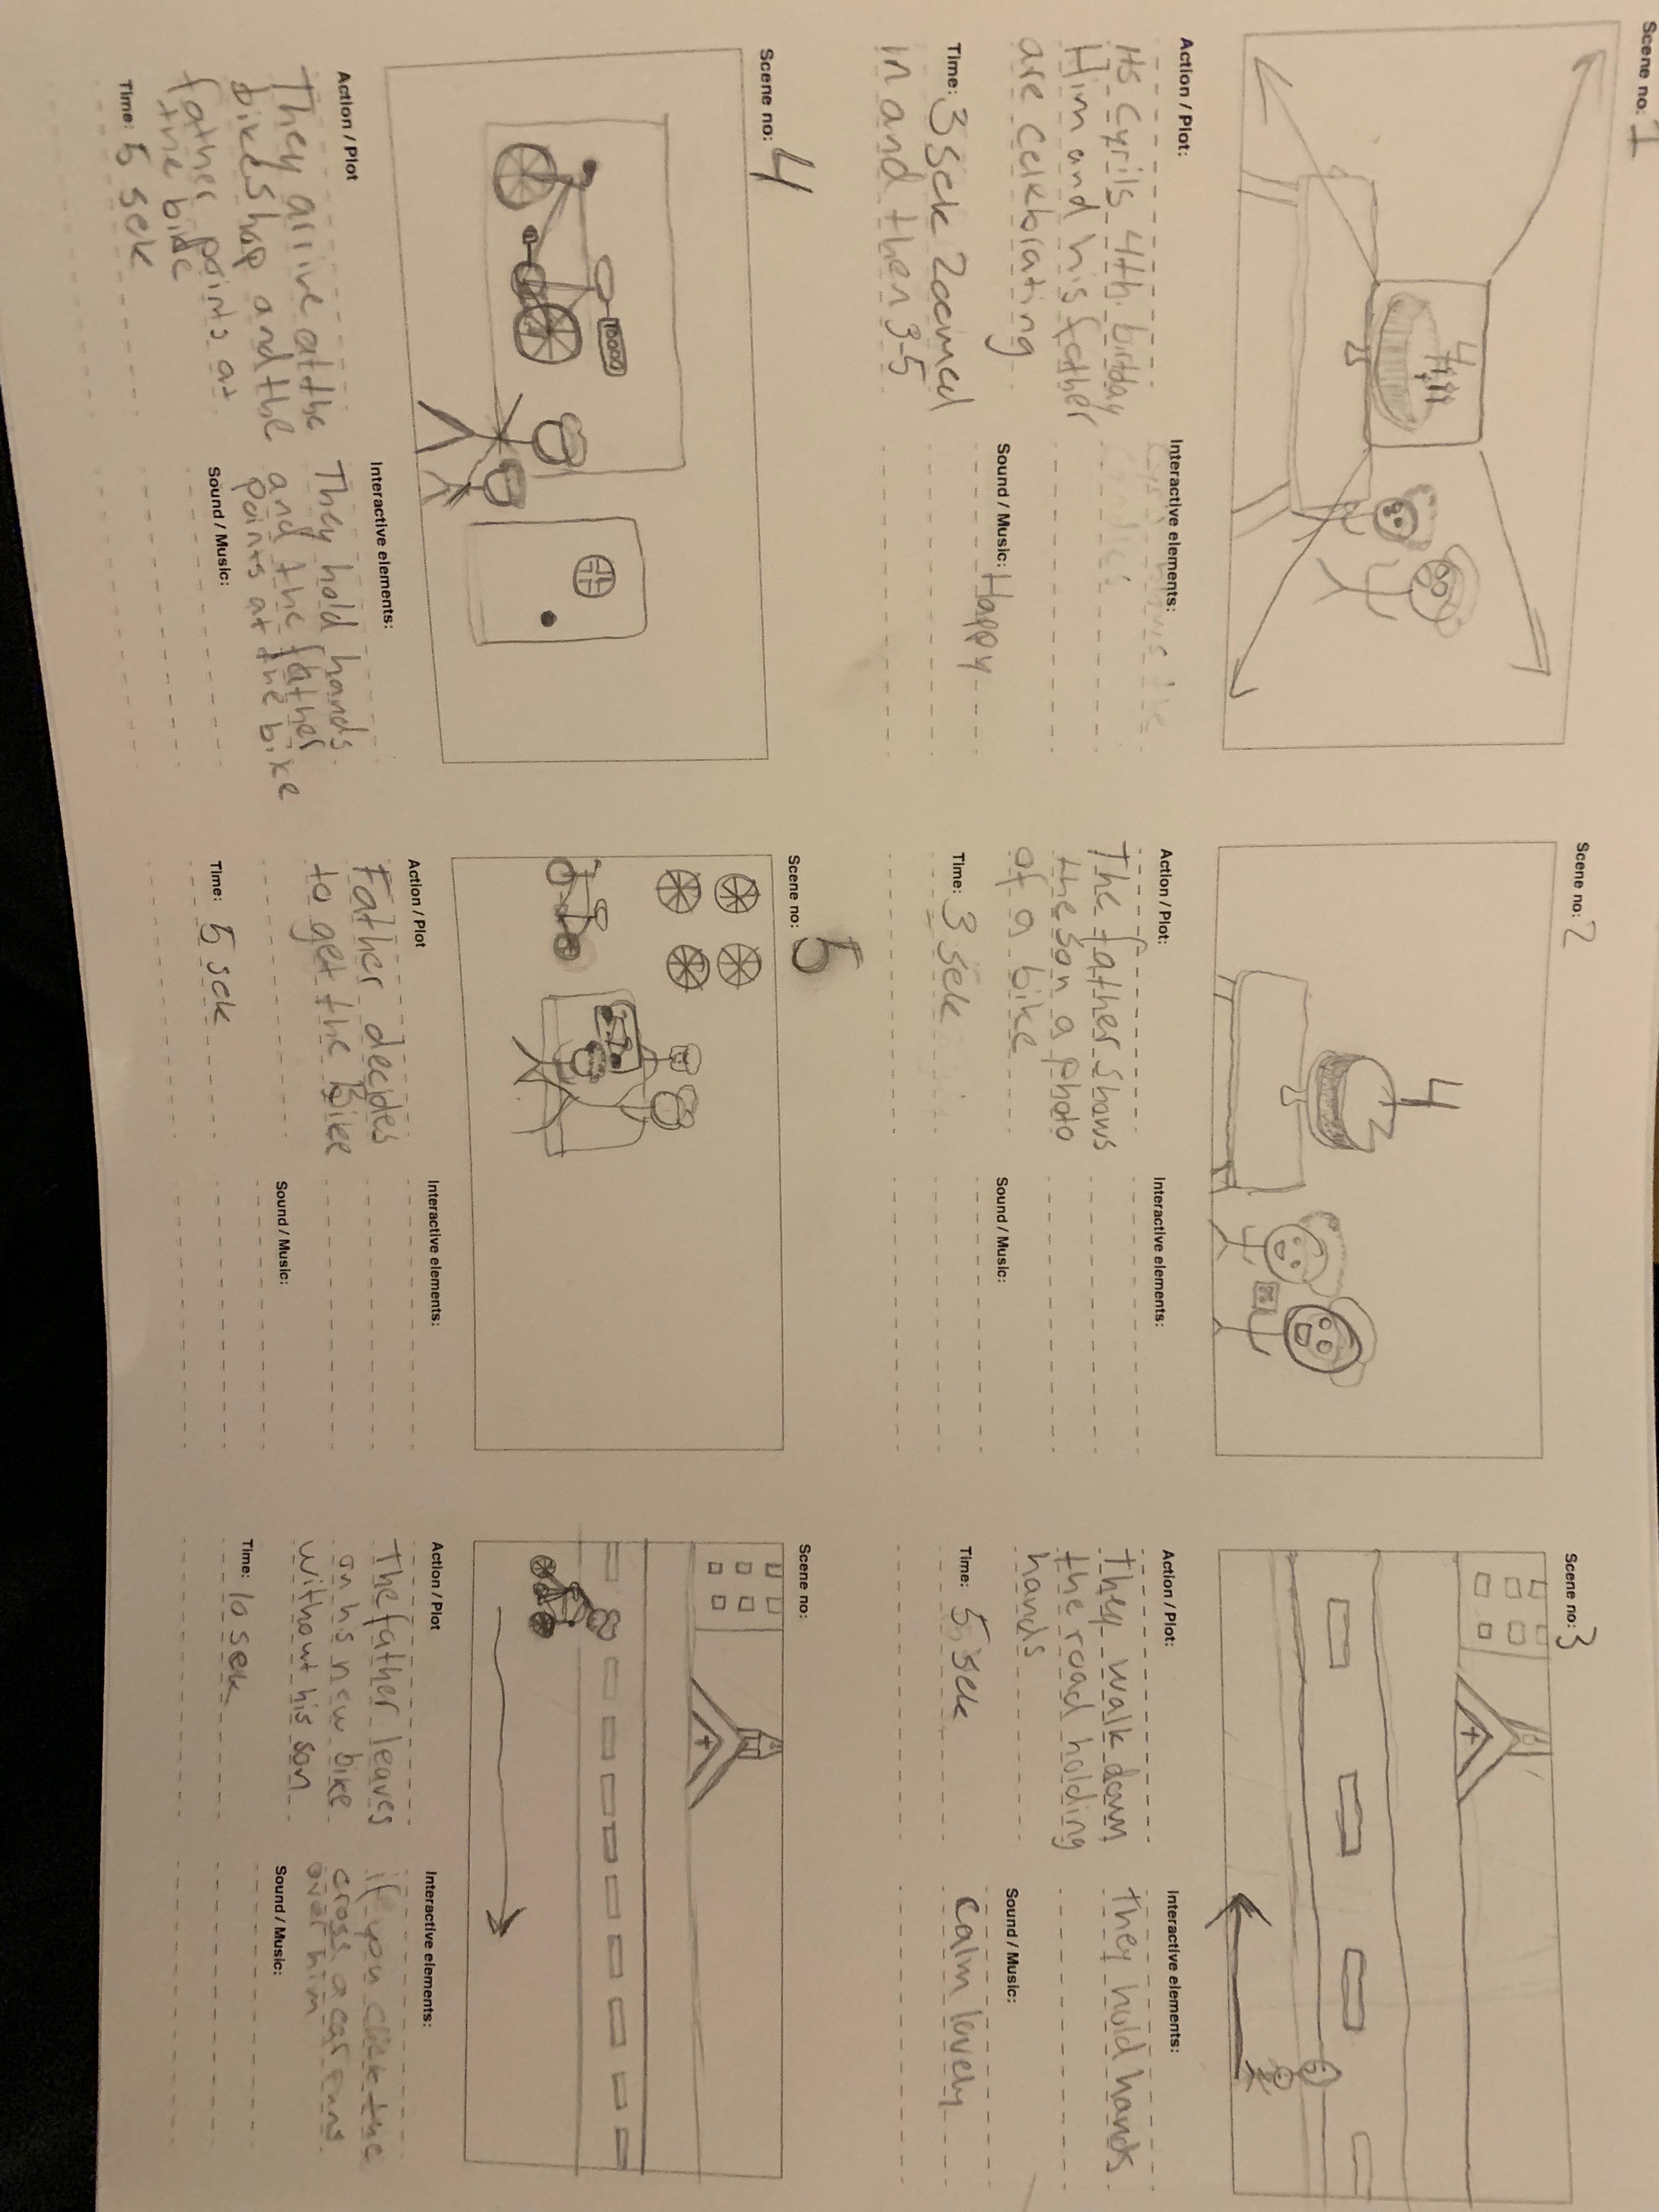 Scene no: 1
4
Action / Plot:
Its Cyrils 4th birtday
Him and his father
are celebrating
Time: 3 sek zoomed
in and then 3-5
Interactive elements:
Sound / Music: Happy
Scene no: 2
4
Action / Plot:
The father shows
the son a photo
of a bike
Time: 3 sek
Interactive elements:
Sound / Music:
Scene no: 3
Action / Plot:
they walk down
the road holding
hands
Time: 5 sek
Interactive elements:
they hold hands
Sound / Music:
calm lovely
Scene no: 4
Action / Plot
They arrive at the
bike shop and the
father points at
the bike
Time: 5 sek
Interactive elements:
They hold hands
and the father
points at the bike
Sound / Music:
Scene no: 5
Action / Plot
Father decides
to get the Bike
Time: 5 sek
Interactive elements:
Sound / Music:
Scene no:
Action / Plot
The father leaves
on his new bike
without his son
Time: 10 sek
Interactive elements:
if you click the
cross a car runs
over him
Sound / Music: